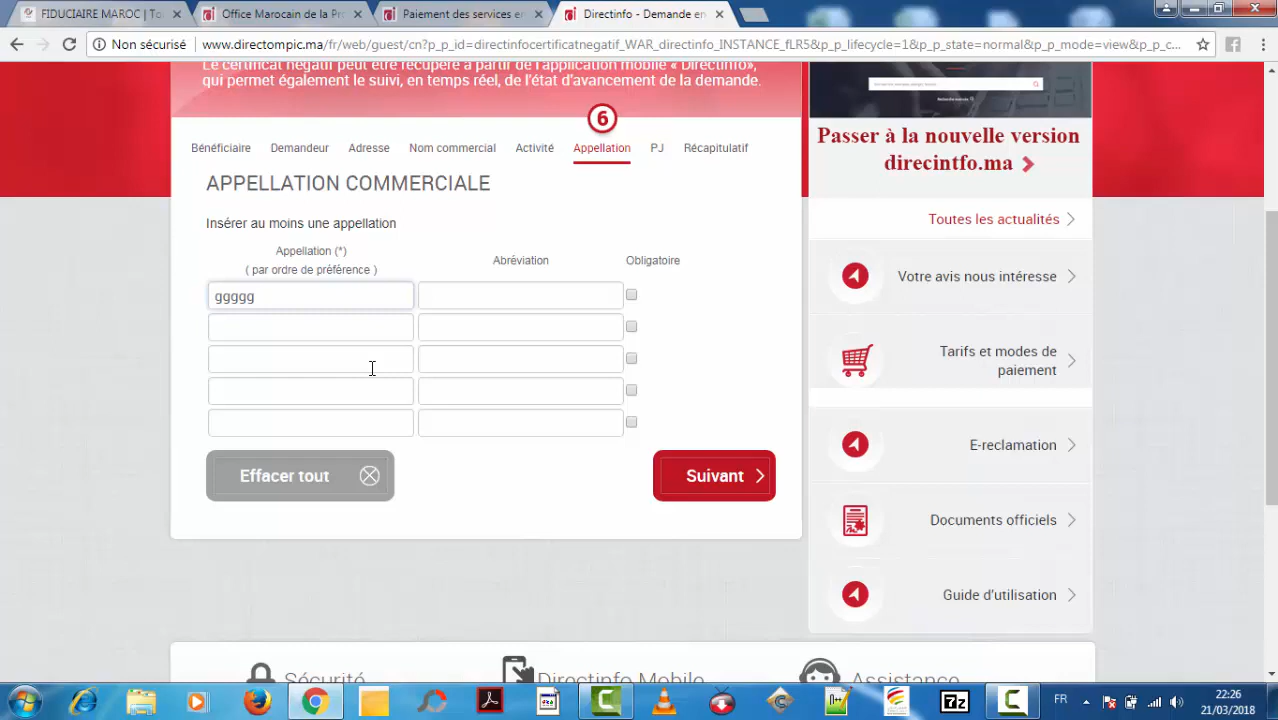 FIDUCIAIRE MAROC | Tou
Office Marocain de la Pro
Paiement des services en
Directinfo - Demande en
Non sécurisé
www.directompic.ma/fr/web/guest/cn?p_p_id=directinfocertificatnegatif_WAR_directinfo_INSTANCE_fLR5&p_p_lifecycle=1&p_p_state=normal&p_p_mode=view&p_p_c...
Le certificat négatif peut être récupéré à partir de l'application mobile « Directinfo»,
qui permet également le suivi, en temps réel, de l'état d'avancement de la demande.
6
Bénéficiaire Demandeur Adresse Nom commercial Activité Appellation PJ Récapitulatif
APPELLATION COMMERCIALE
Insérer au moins une appellation
Appellation (*)
( par ordre de préférence )
Abréviation
Obligatoire
ggggg
Effacer tout
Suivant
Passer à la nouvelle version
direcintfo.ma
Toutes les actualités
Votre avis nous intéresse
Tarifs et modes de
paiement
E-reclamation
Documents officiels
Guide d'utilisation
Sécurité
Directinfo Mobile
Assistance
FR
22:26
21/03/2018